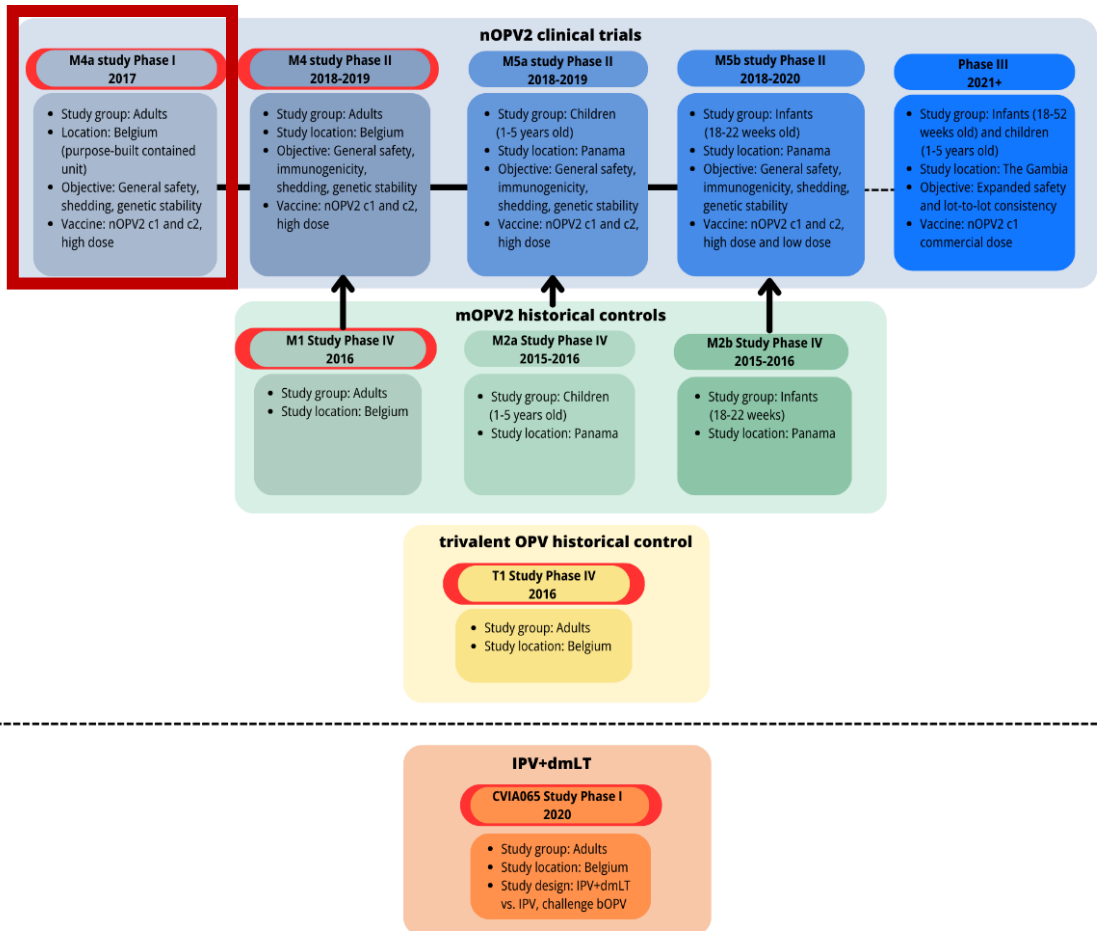 nOPV2 clinical trials
M4a study Phase I
2017
• Study group: Adults
• Location: Belgium
(purpose-built contained
unit)
• Objective: General safety,
shedding, genetic stability
• Vaccine: nOPV2 c1 and c2,
high dose
M4 study Phase II
2018-2019
• Study group: Adults
• Study location: Belgium
• Objective: General safety,
immunogenicity,
shedding, genetic stability
• Vaccine: nOPV2 c1 and c2,
high dose
M5a study Phase II
2018-2019
• Study group: Children
(1-5 years old)
• Study location: Panama
• Objective: General safety,
immunogenicity,
shedding, genetic stability
• Vaccine: nOPV2 c1 and c2,
high dose
M5b study Phase II
2018-2020
• Study group: Infants
(18-22 weeks old)
• Study location: Panama
• Objective: General safety,
immunogenicity, shedding,
genetic stability
• Vaccine: nOPV2 c1 and c2,
high dose and low dose
Phase III
2021+
• Study group: Infants (18-52
weeks old) and children
(1-5 years old)
• Study location: The Gambia
• Objective: Expanded safety
and lot-to-lot consistency
• Vaccine: nOPV2 c1
commercial dose
mOPV2 historical controls
M1 Study Phase IV
2016
• Study group: Adults
• Study location: Belgium
M2a Study Phase IV
2015-2016
• Study group: Children
(1-5 years old)
• Study location: Panama
M2b Study Phase IV
2015-2016
• Study group: Infants
(18-22 weeks)
• Study location: Panama
trivalent OPV historical control
T1 Study Phase IV
2016
• Study group: Adults
• Study location: Belgium
IPV+dmLT
CVIA065 Study Phase I
2020
• Study group: Adults
• Study location: Belgium
• Study design: IPV+dmLT
vs. IPV, challenge bOPV